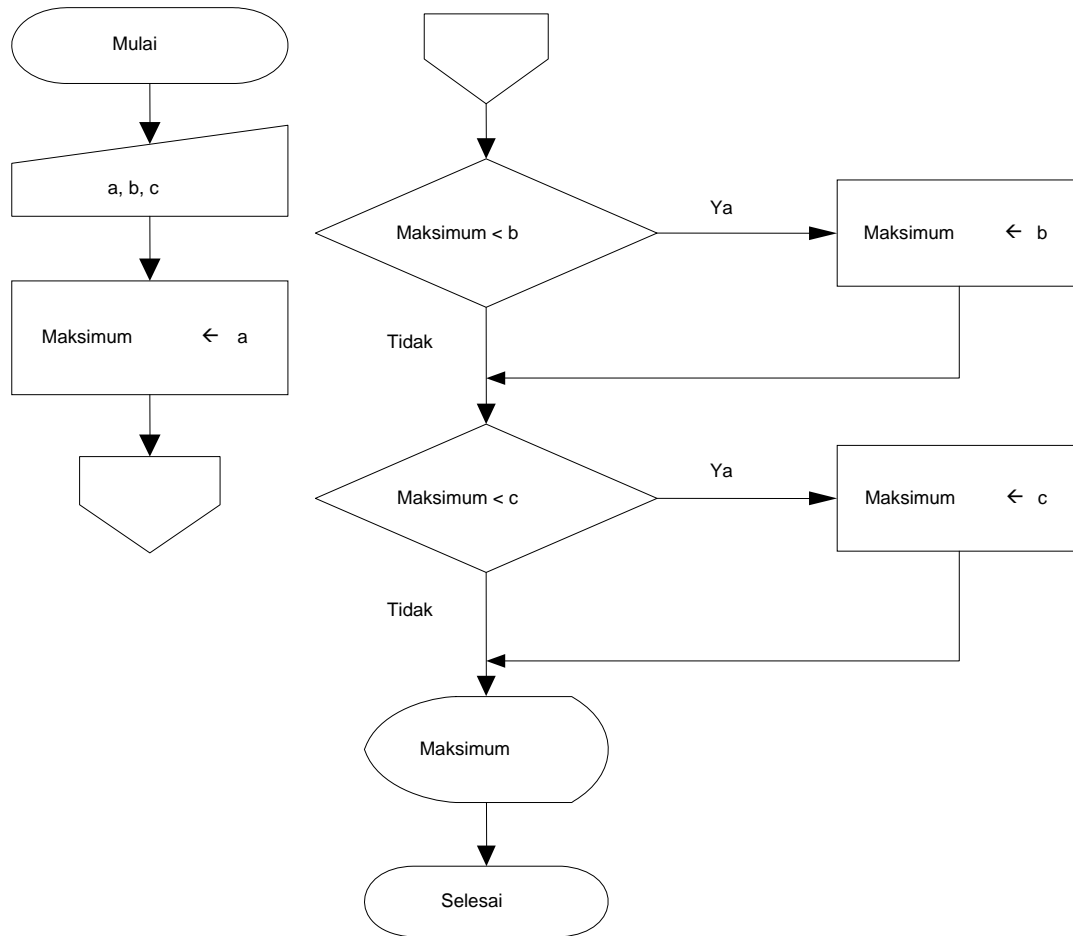 Mulai
a, b, c
Maksimum ← a
Maksimum < b
Ya
Maksimum ← b
Tidak
Maksimum < c
Ya
Maksimum ← c
Tidak
Maksimum
Selesai